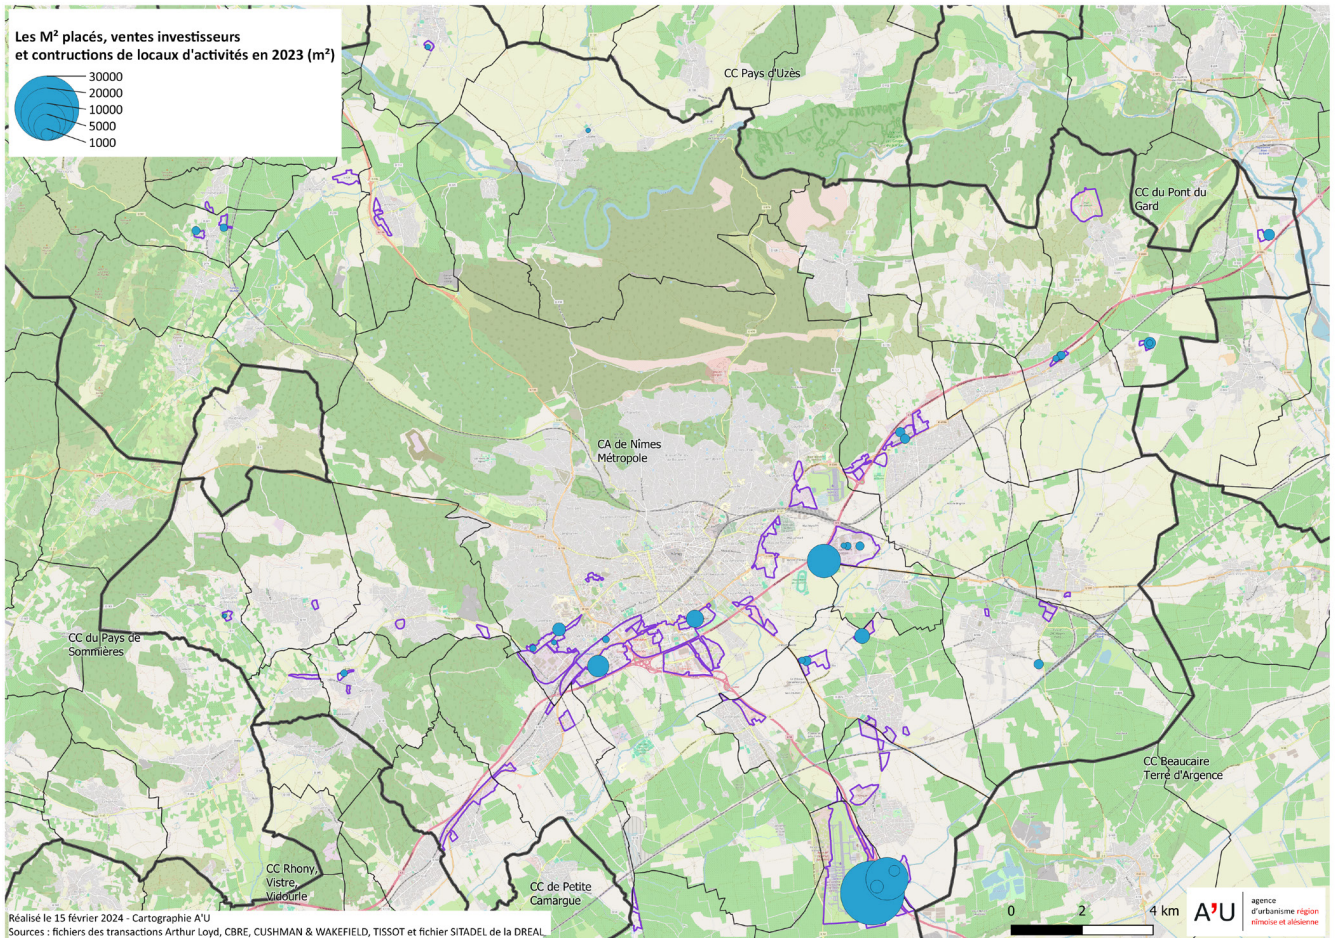 Les M² placés, ventes investisseurs
et contructions de locaux d'activités en 2023 (m²)
30000
20000
10000
5000
1000
CC Pays d'Uzès
CC du Pont du
Gard
CA de Nîmes
Métropole
CC du Pays de
Sommières
CC Beaucaire
Terre d'Argence
CC Rhony,
Vistre,
Vidourle
CC de Petite
Camargue
0 2 4 km
A'U
agence
d'urbanisme région
nîmoise et alésienne
Réalisé le 15 février 2024 - Cartographie A'U
Sources : fichiers des transactions Arthur Loyd, CBRE, CUSHMAN & WAKEFIELD, TISSOT et fichier SITADEL de la DREAL